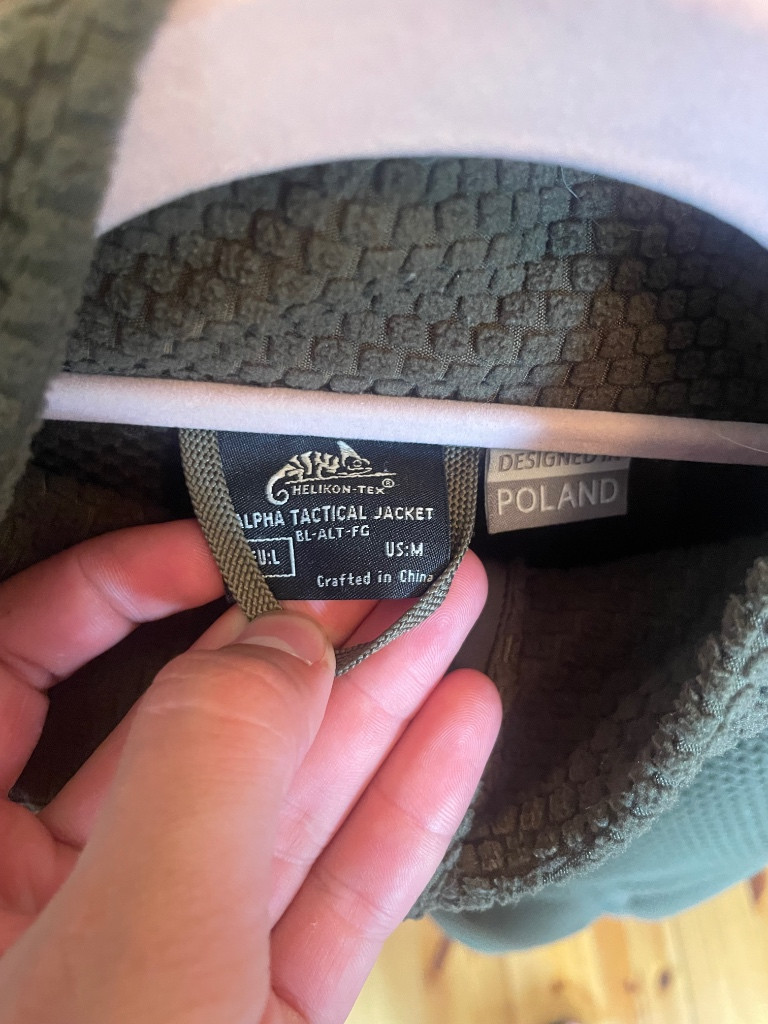 HELIKON-TEX®
ALPHA TACTICAL JACKET
BL-ALT-FG
EU:L US:M
Crafted in China
DESIGNED IN
POLAND